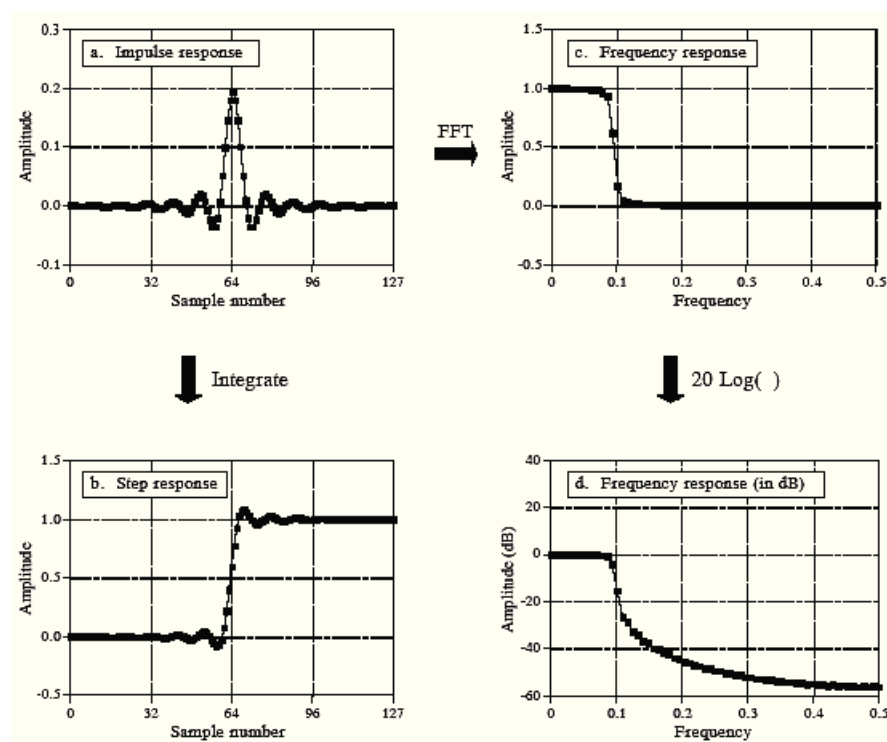 a. Impulse response
0.3
0.2
0.1
0.0
-0.1
Amplitude
0 32 64 96 127
Sample number
FFT
c. Frequency response
1.5
1.0
0.5
0.0
-0.5
Amplitude
0 0.1 0.2 0.3 0.4 0.5
Frequency
Integrate
20 Log( )
b. Step response
1.5
1.0
0.5
0.0
-0.5
Amplitude
0 32 64 96 127
Sample number
d. Frequency response (in dB)
40
20
0
-20
-40
-60
Amplitude (dB)
0 0.1 0.2 0.3 0.4 0.5
Frequency